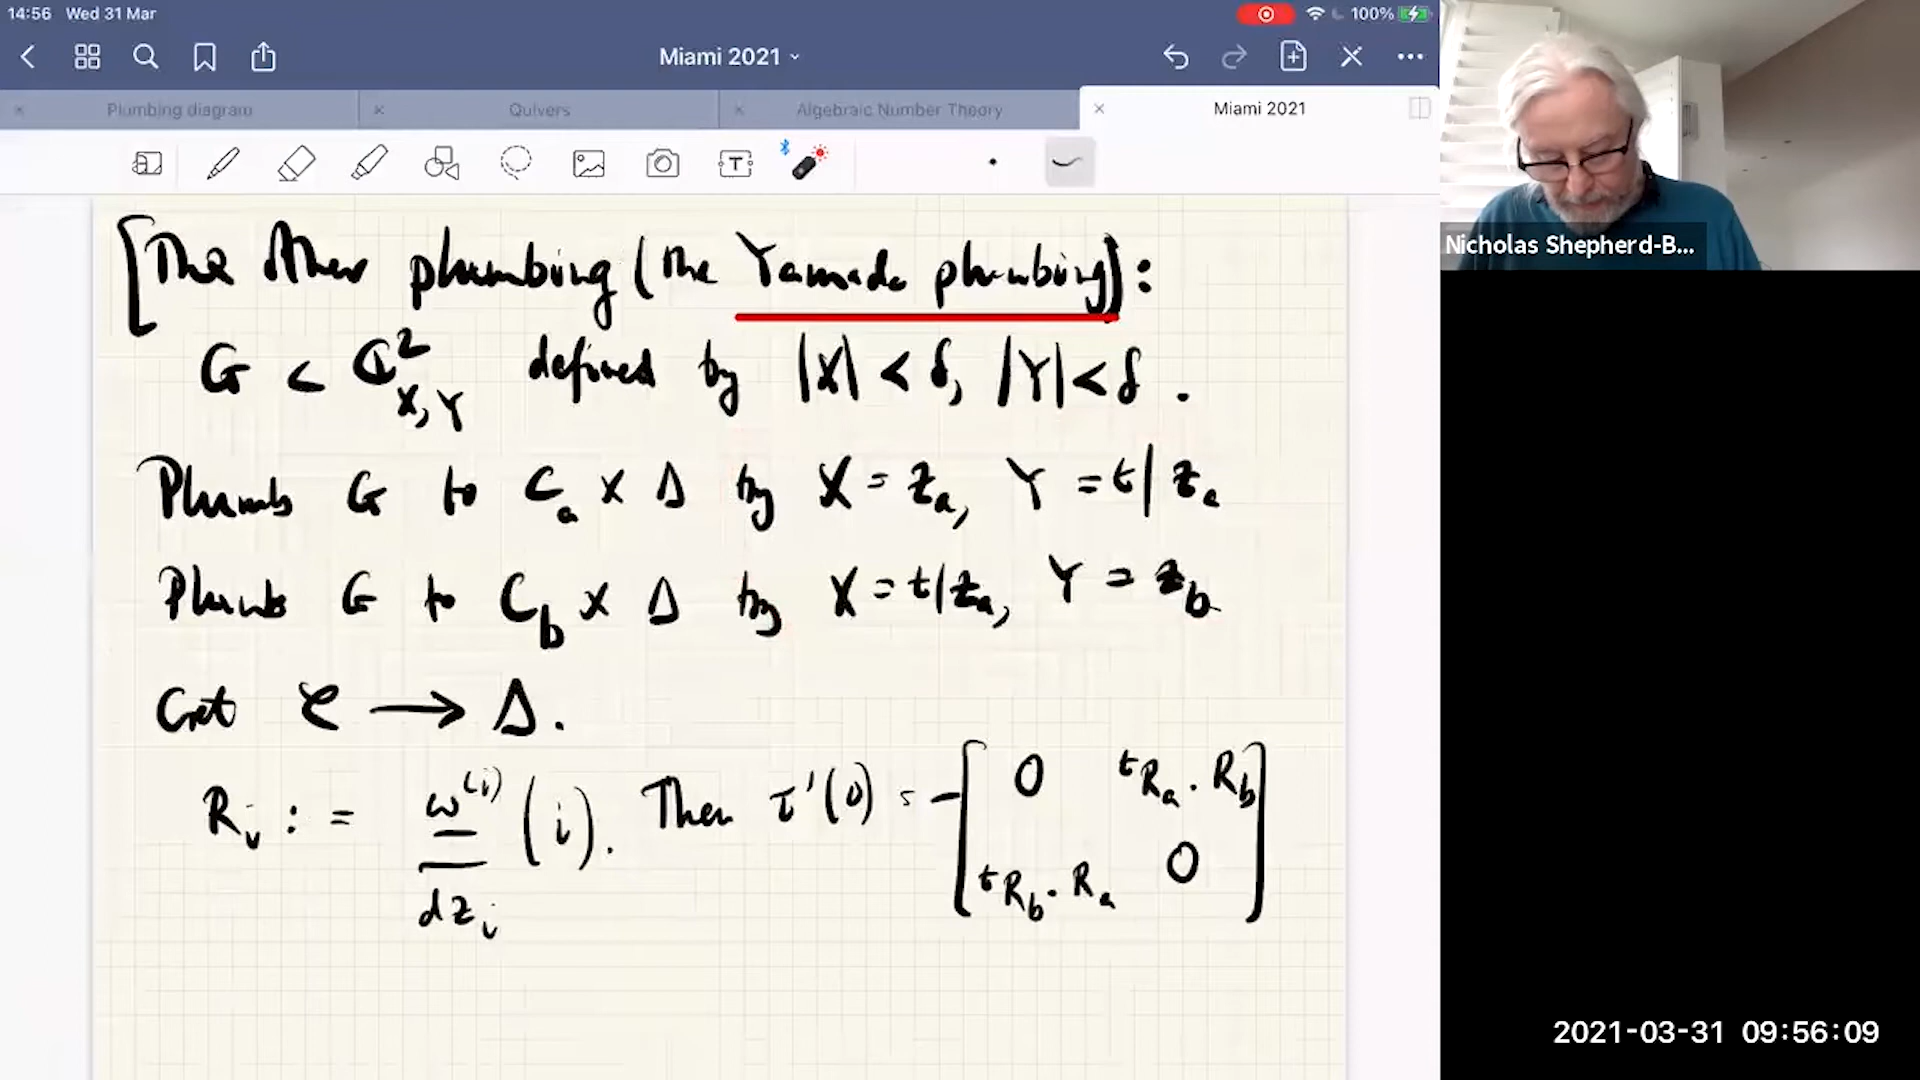 14:56 Wed 31 Mar
100%
Miami 2021
Plumbing diagram
Quivers
Algebraic Number Theory
Miami 2021
T
Nicholas Shepherd-B...
[The other plumbing (the Yamada plumbing):
G ⊂ ℂ²_{X,Y} defined by |X| < δ, |Y| < δ.
Plumb G to C_a × Δ by X = z_a, Y = t/z_a
Plumb G to C_b × Δ by X = t/z_a, Y = z_b
Get 𝒞 → Δ.
R_i := ω^{(i)}/dz_i (i). Then τ'(0) = -[0 ᵗR_a. R_b
ᵗR_b. R_a 0]
2021-03-31 09:56:09